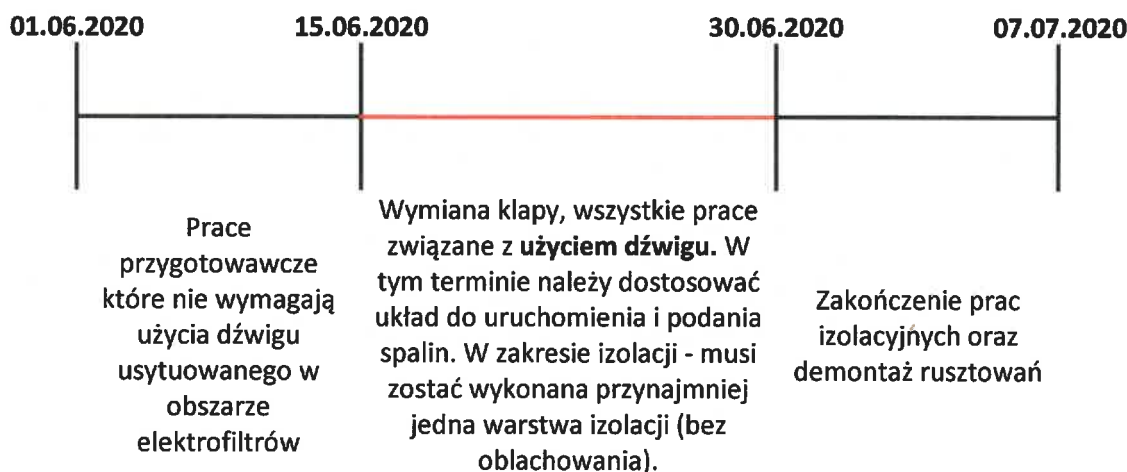 01.06.2020
15.06.2020
30.06.2020
07.07.2020
Prace
przygotowawcze
które nie wymagają
użycia dźwigu
usytuowanego w
obszarze
elektrofiltrów
Wymiana klapy, wszystkie prace
związane z użyciem dźwigu. W
tym terminie należy dostosować
układ do uruchomienia i podania
spalin. W zakresie izolacji - musi
zostać wykonana przynajmniej
jedna warstwa izolacji (bez
oblachowania).
Zakończenie prac
izolacyjnych oraz
demontaż rusztowań